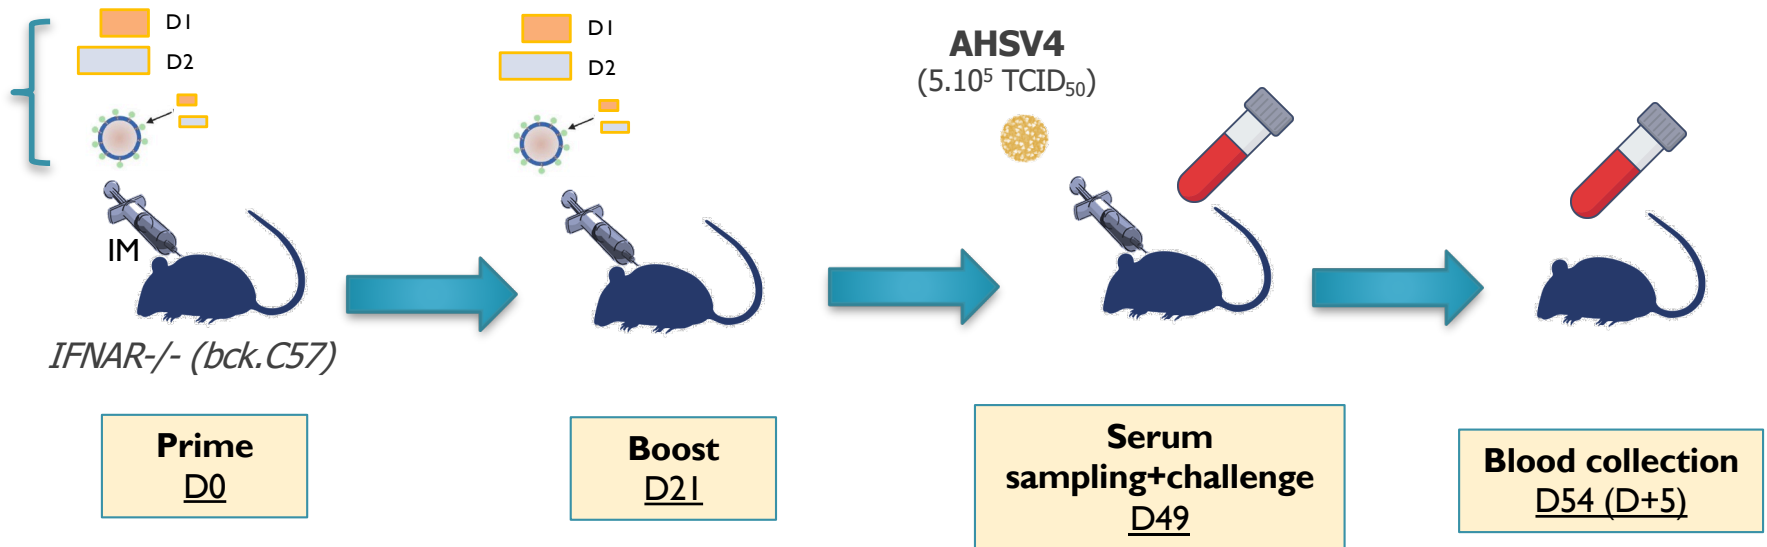 D1
D2
IM
IFNAR-/- (bck.C57)
Prime
D0
D1
D2
Boost
D21
AHSV4
(5.10⁵ TCID₅₀)
Serum
sampling+challenge
D49
Blood collection
D54 (D+5)